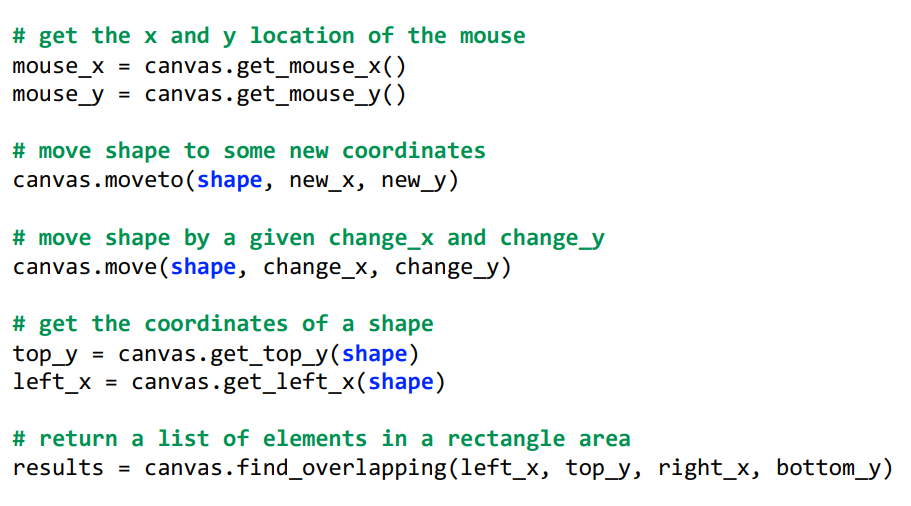 # get the x and y location of the mouse
mouse_x = canvas.get_mouse_x()
mouse_y = canvas.get_mouse_y()
# move shape to some new coordinates
canvas.moveto(shape, new_x, new_y)
# move shape by a given change_x and change_y
canvas.move(shape, change_x, change_y)
# get the coordinates of a shape
top_y = canvas.get_top_y(shape)
left_x = canvas.get_left_x(shape)
# return a list of elements in a rectangle area
results = canvas.find_overlapping(left_x, top_y, right_x, bottom_y)